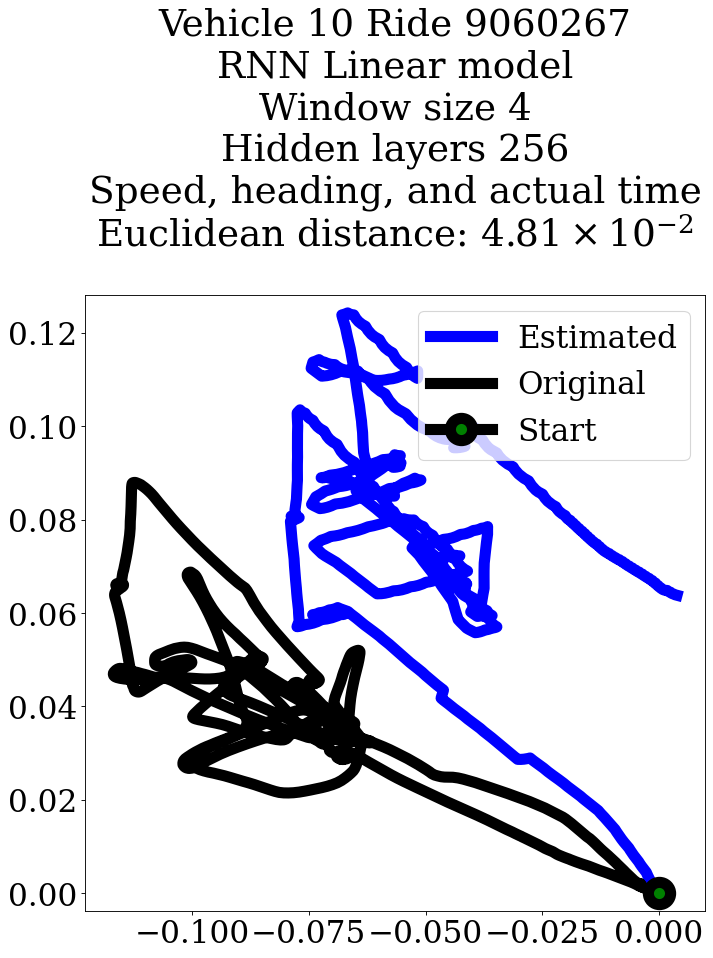 Vehicle 10 Ride 9060267
RNN Linear model
Window size 4
Hidden layers 256
Speed, heading, and actual time
Euclidean distance: 4.81 × 10⁻²
Estimated
Original
Start
0.12
0.10
0.08
0.06
0.04
0.02
0.00
−0.100 −0.075 −0.050 −0.025 0.000